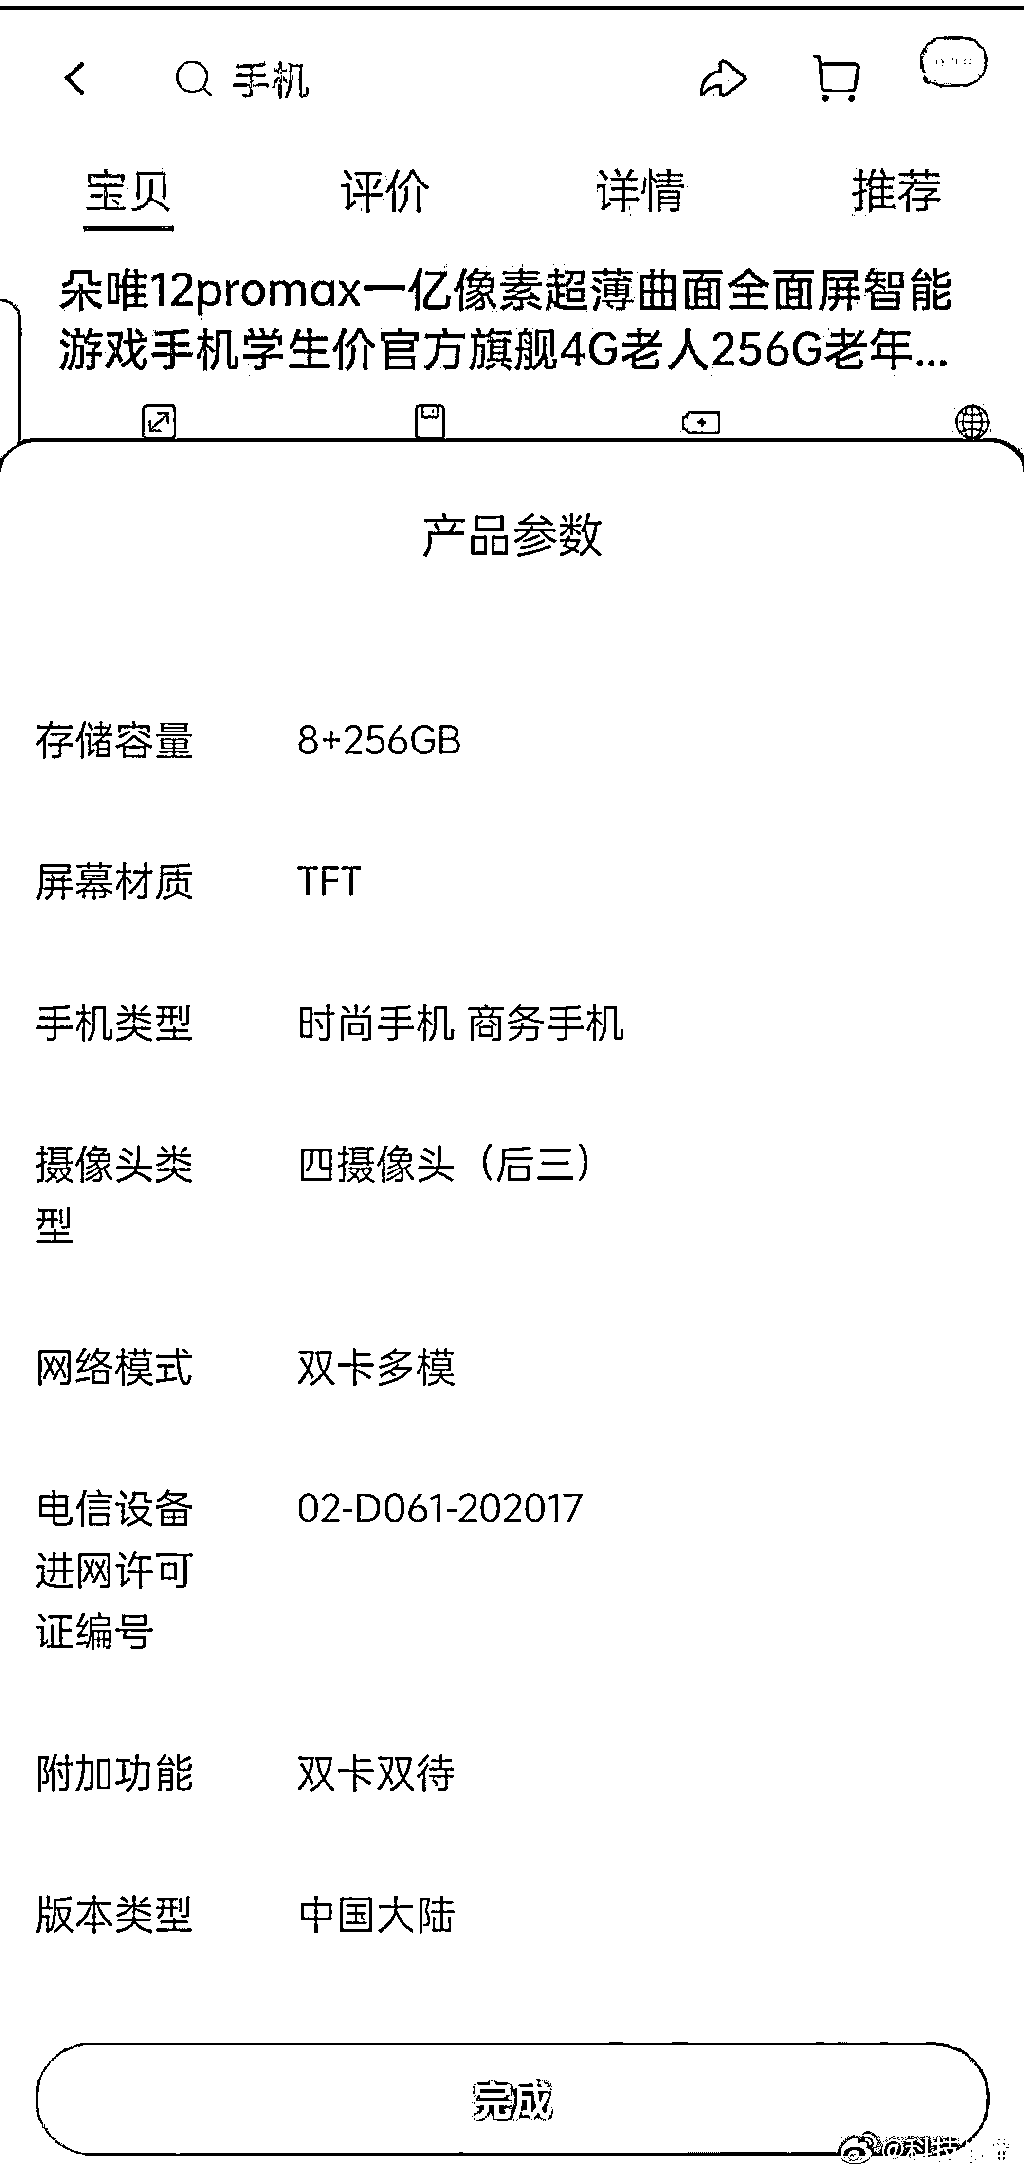 手机
宝贝 评价 详情 推荐
朵唯12promax一亿像素超薄曲面全面屏智能
游戏手机学生价官方旗舰4G老人256G老年...
产品参数
存储容量 8+256GB
屏幕材质 TFT
手机类型 时尚手机 商务手机
摄像头类 四摄像头（后三）
型
网络模式 双卡多模
电信设备 02-D061-202017
进网许可
证编号
附加功能 双卡双待
版本类型 中国大陆
完成
@科技